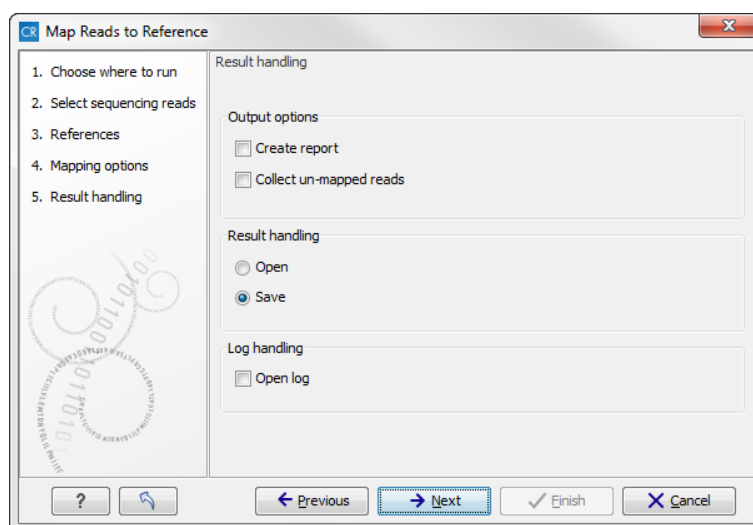 CR Map Reads to Reference
X
1. Choose where to run
2. Select sequencing reads
3. References
4. Mapping options
5. Result handling
Result handling
Output options
Create report
Collect un-mapped reads
Result handling
Open
Save
Log handling
Open log
?
Previous
Next
Finish
Cancel